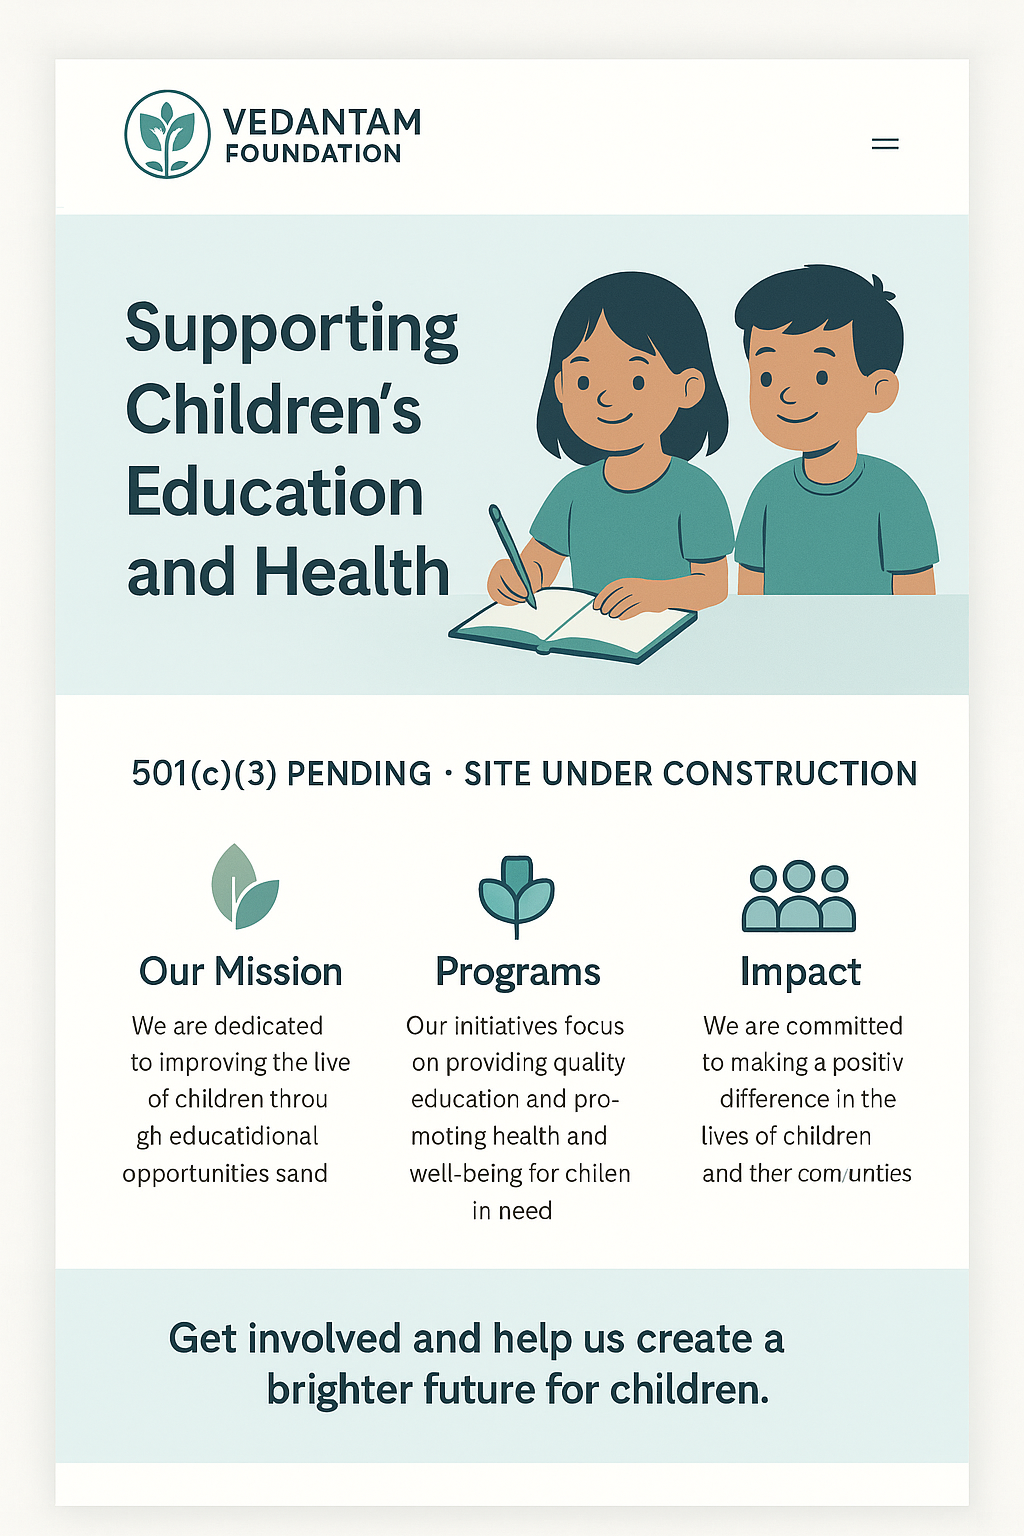 VEDANTAM
FOUNDATION
Supporting
Children's
Education
and Health
501(c)(3) PENDING · SITE UNDER CONSTRUCTION
Our Mission
We are dedicated
to improving the live
of children throu
gh educatidional
opportunities sand
Programs
Our initiatives focus
on providing quality
education and pro-
moting health and
well-being for chilen
in need
Impact
We are committed
to making a positiv
difference in the
lives of children
and ther
Get involved and help us create a
brighter future for children.